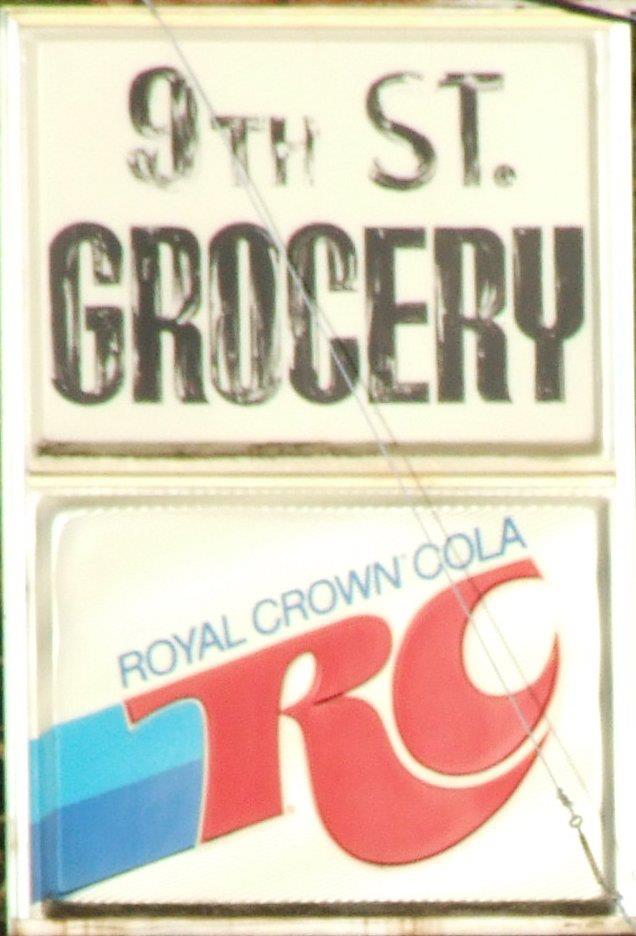 9TH ST.
GROCERY
ROYAL CROWN COLA
RC